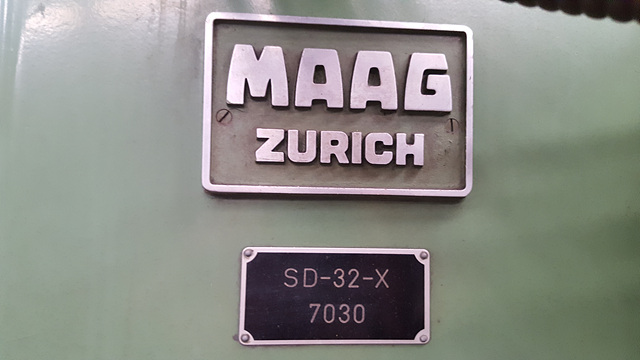 MAAG
ZURICH
SD-32-X
7030